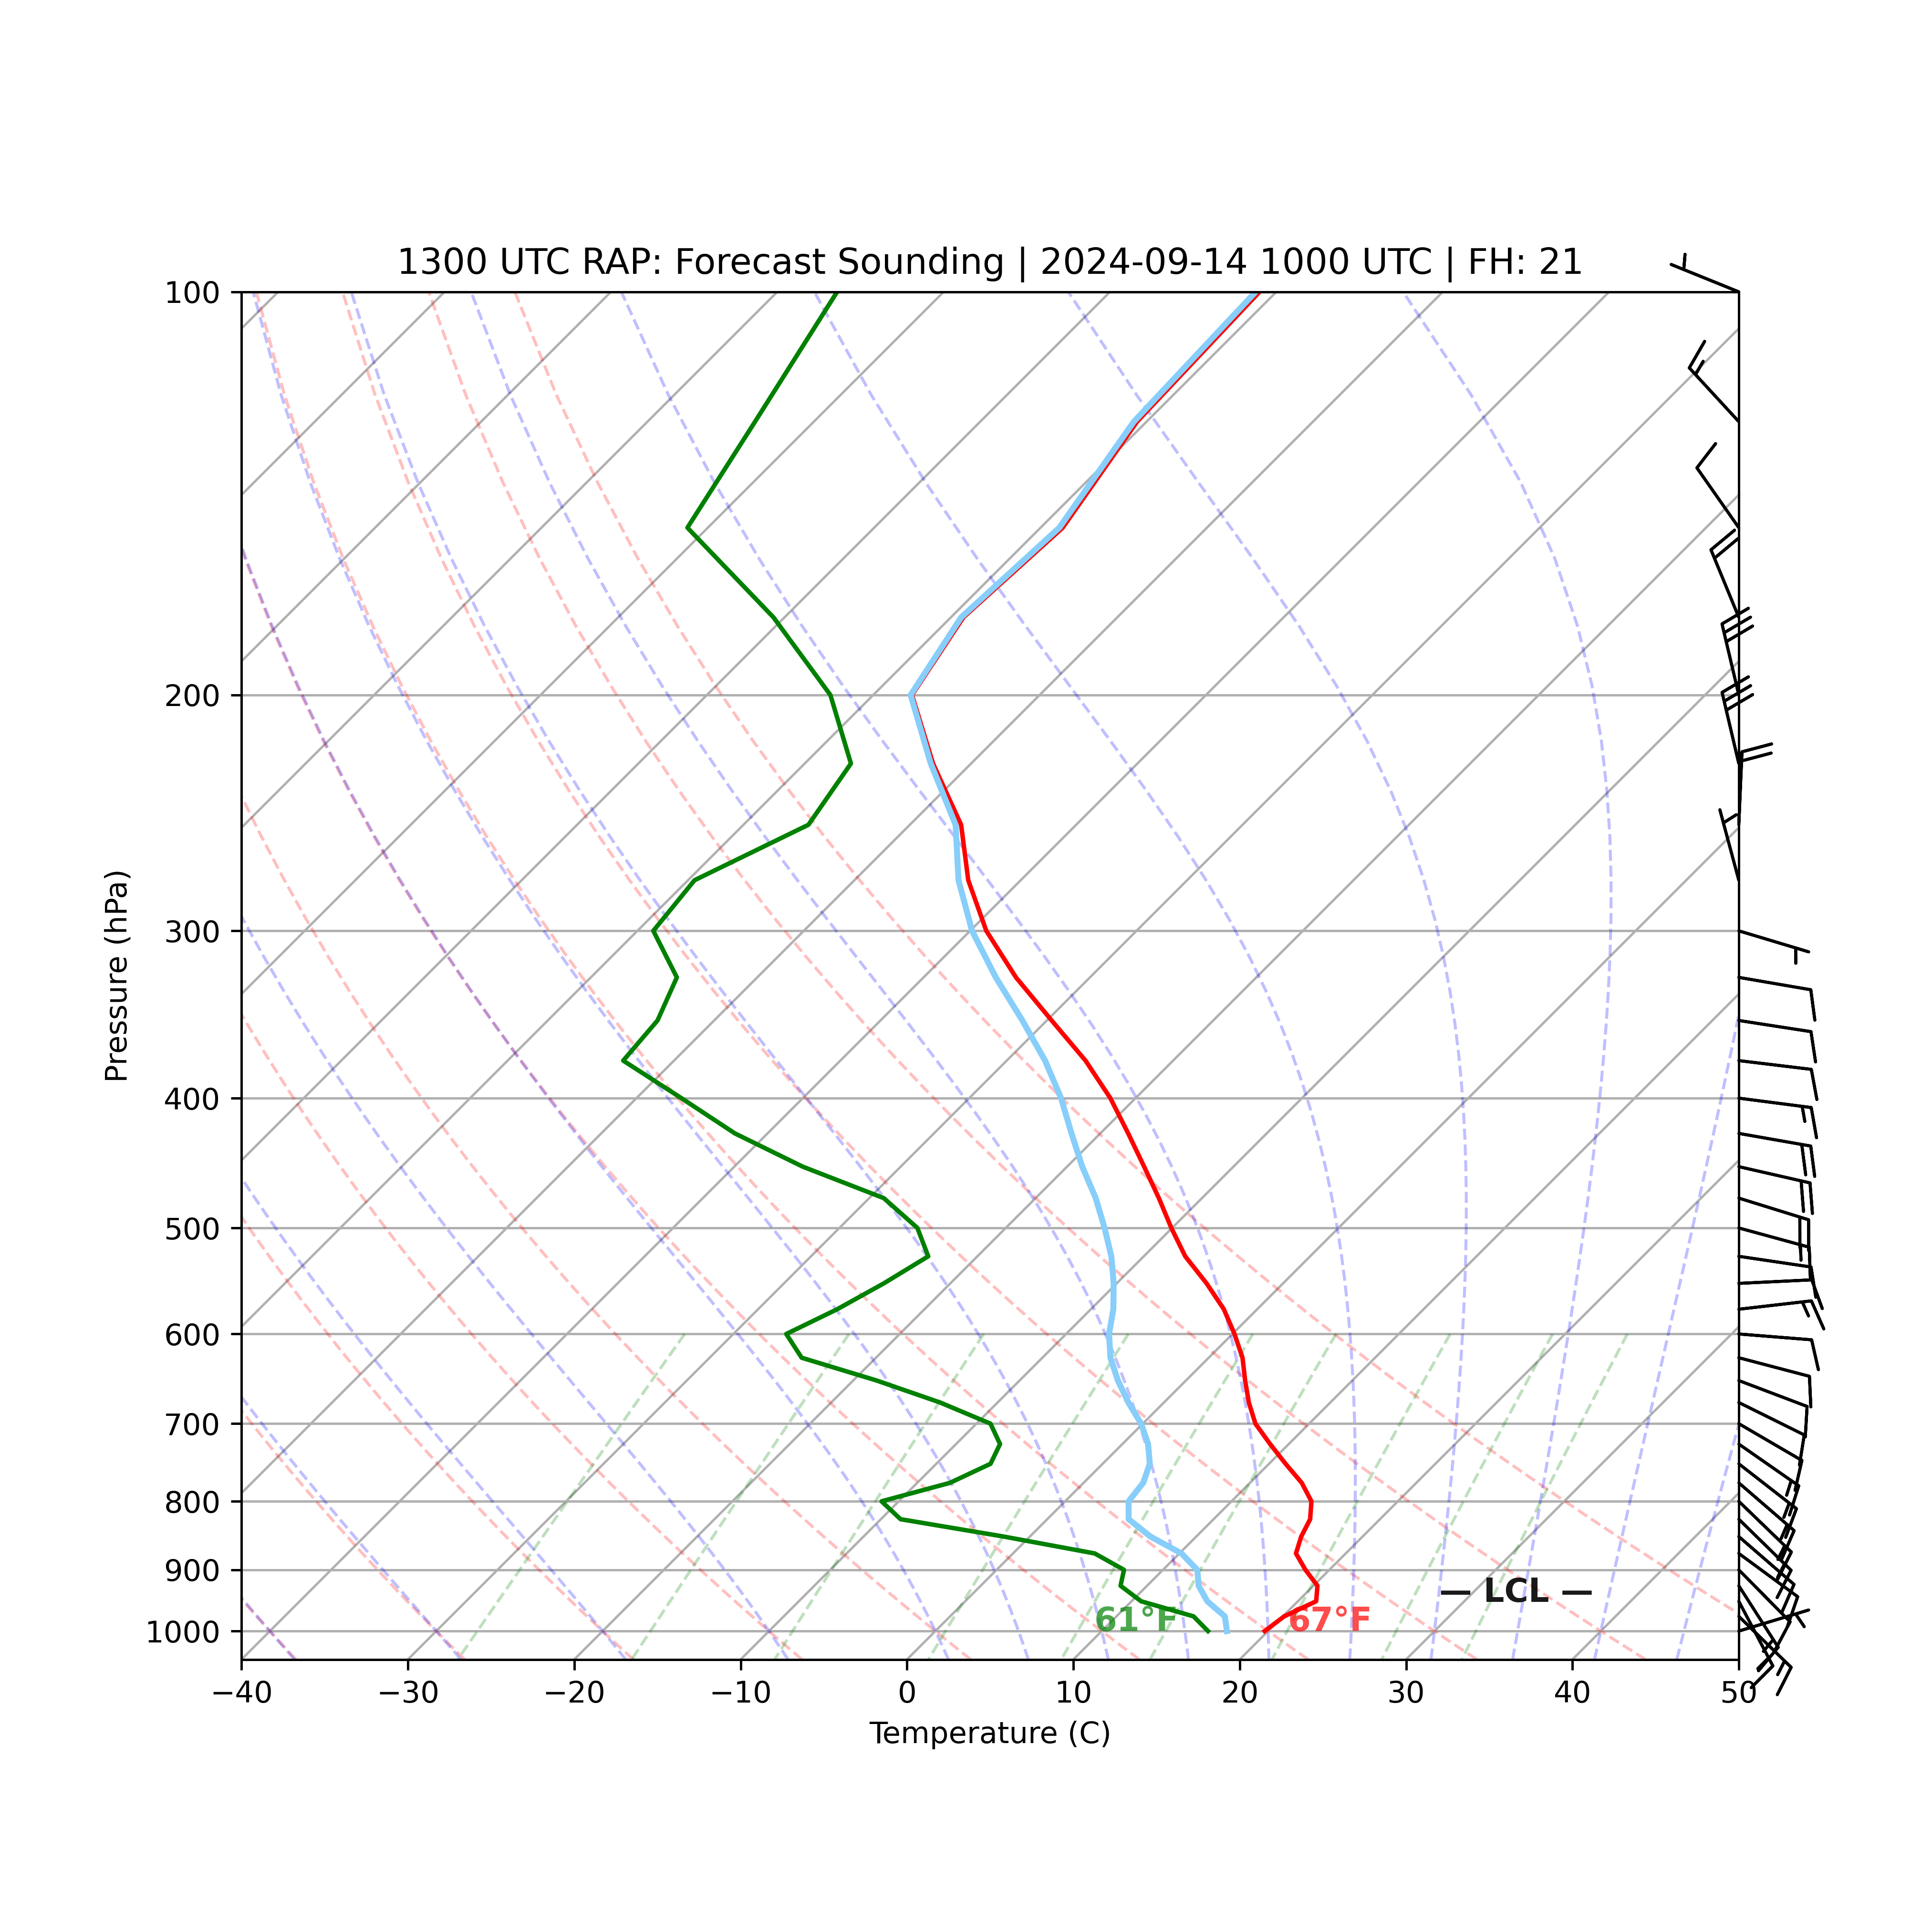 1300 UTC RAP: Forecast Sounding | 2024-09-14 1000 UTC | FH: 21
100
200
300
400
500
600
700
800
900
1000
Pressure (hPa)
— LCL —
61°F
67°F
−40 −30 −20 −10 0 10 20 30 40 50
Temperature (C)